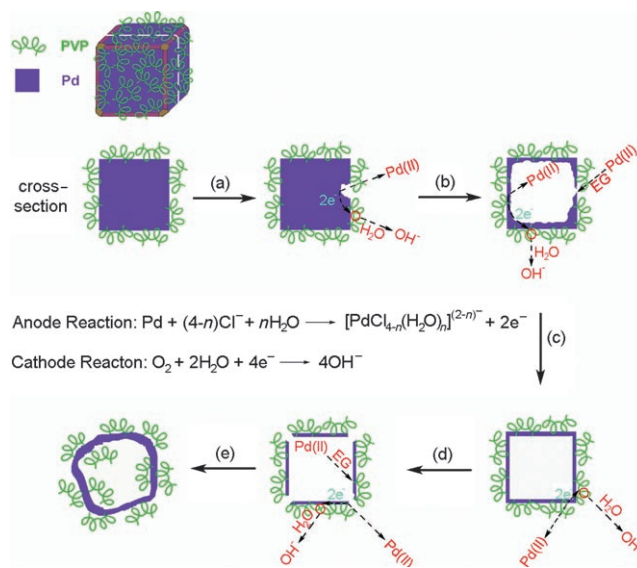 PVP
Pd
cross-
section
(a)
Pd(II)
2e-
O
H2O
OH-
(b)
Pd(II)
EG
Pd(II)
2e-
O
H2O
OH-
Anode Reaction: Pd + (4-n)Cl− + nH2O → [PdCl4-n(H2O)n](2-n)− + 2e−
Cathode Reacton: O2 + 2H2O + 4e− → 4OH−
(c)
(e)
Pd(II)
EG
2e-
O
H2O
OH-
Pd(II)
(d)
2e-
O
H2O
OH
Pd(II)